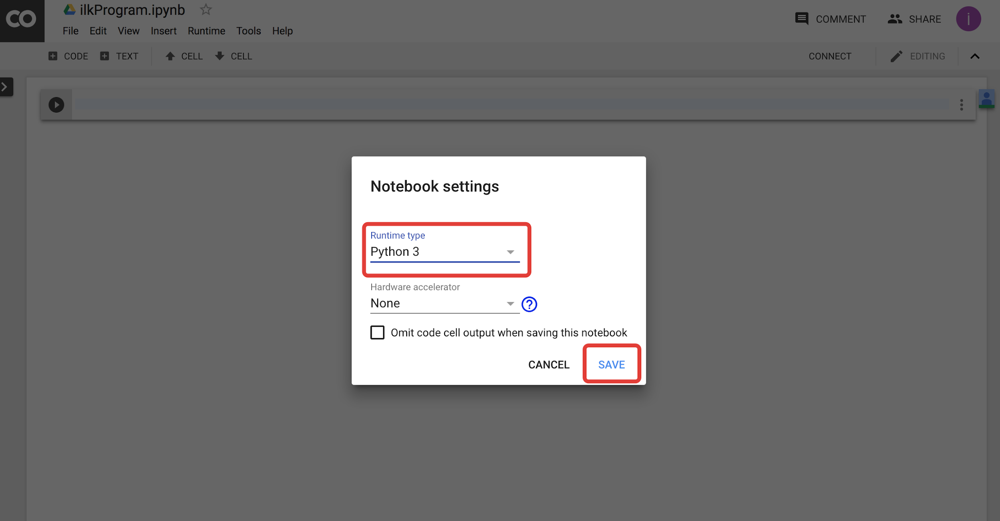 ilkProgram.ipynb
File Edit View Insert Runtime Tools Help
COMMENT SHARE i
CODE TEXT CELL CELL
CONNECT EDITING
Notebook settings
Runtime type
Python 3
Hardware accelerator
None
?
Omit code cell output when saving this notebook
CANCEL SAVE